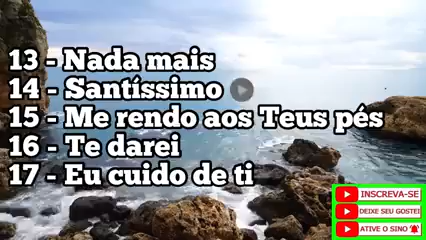 13 - Nada mais
14 - Santíssimo
15 - Me rendo aos Teus pés
16 - Te darei
17 - Eu cuido de ti
INSCREVA-SE
DEIXE SEU GOSTEI
ATIVE O SINO